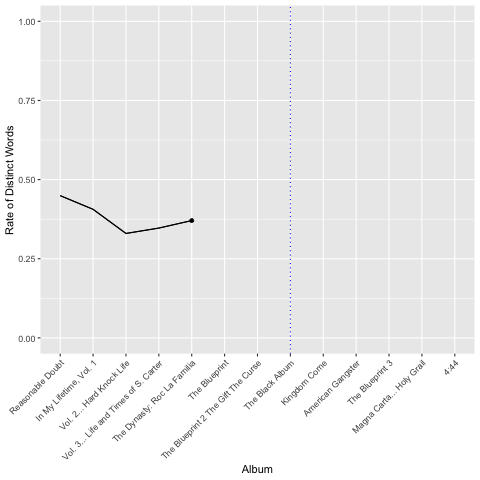 1.00
0.75
0.50
0.25
0.00
Rate of Distinct Words
Reasonable Doubt
In My Lifetime, Vol. 1
Vol. 2... Hard Knock Life
Vol. 3... Life and Times of S. Carter
The Dynasty: Roc La Familia
The Blueprint
The Blueprint 2 The Gift The Curse
The Black Album
Kingdom Come
American Gangster
The Blueprint 3
Magna Carta... Holy Grail
4:44
Album